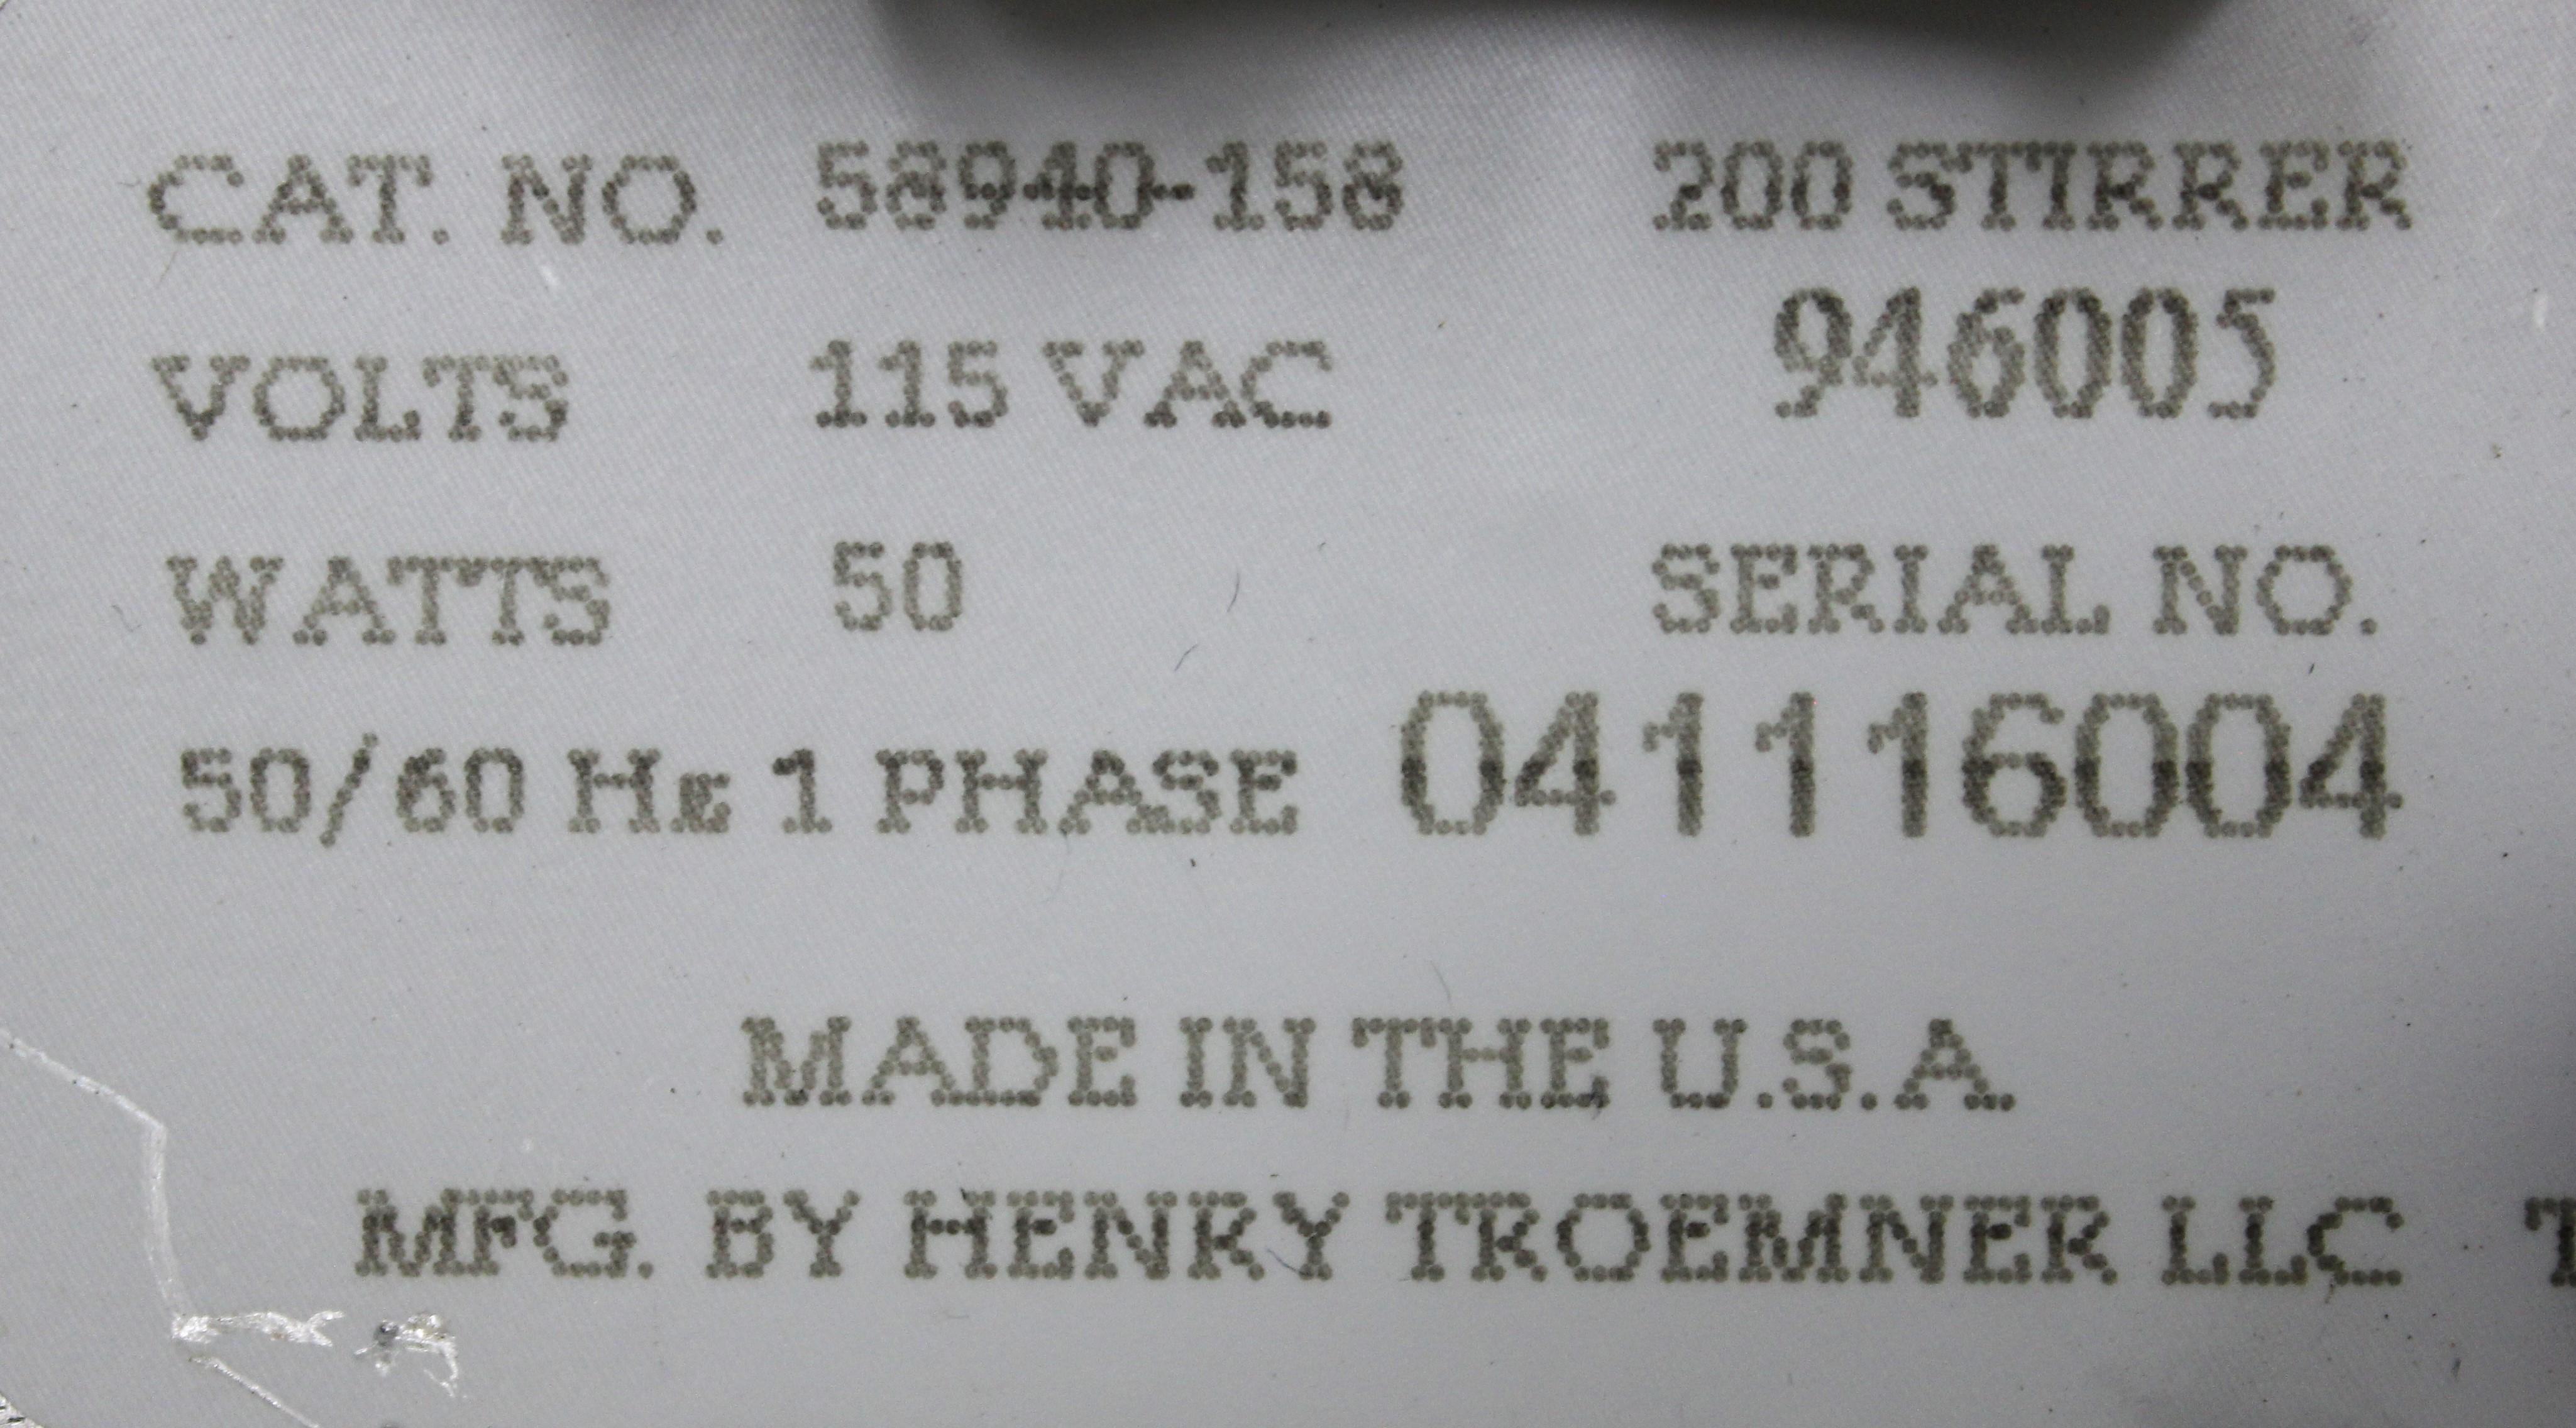 CAT. NO. 58940-158 200 STIRRER
946005
VOLTS 115 VAC
WATTS 50 SERIAL NO.
50/60 Hz 1 PHASE 041116004
MADE IN THE U.S.A.
MFG. BY HENRY TROEMNER LLC